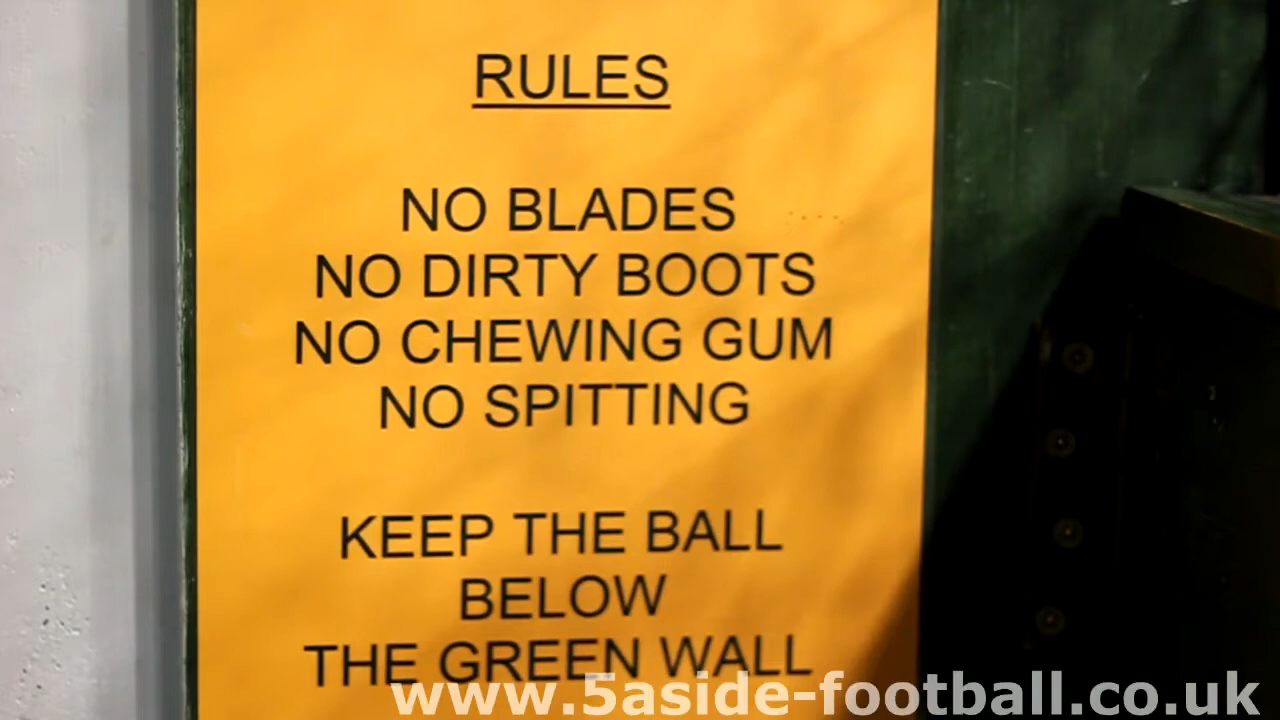 RULES
NO BLADES
NO DIRTY BOOTS
NO CHEWING GUM
NO SPITTING
KEEP THE BALL
BELOW
THE GREEN WALL
www.5aside-football.co.uk